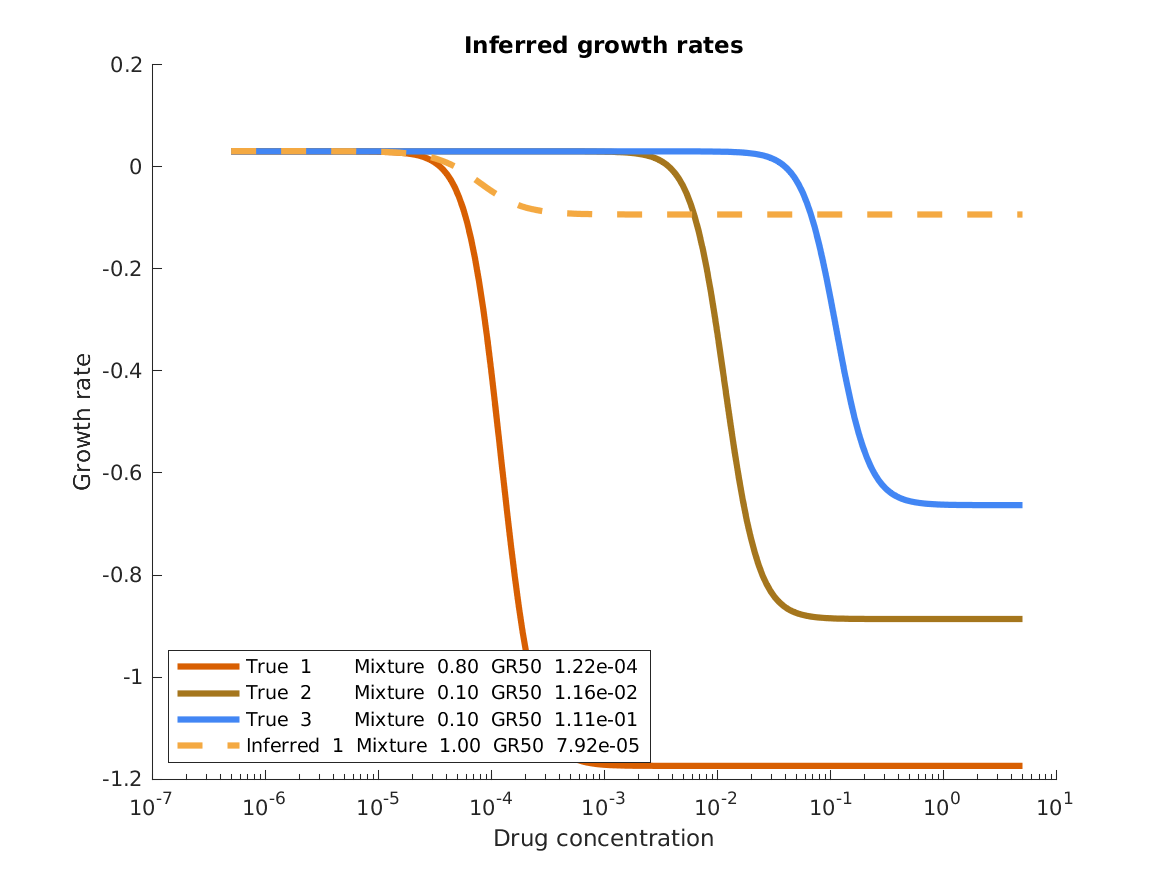 Inferred growth rates
0.2
0
-0.2
-0.4
-0.6
-0.8
-1
-1.2
Growth rate
True 1 Mixture 0.80 GR50 1.22e-04
True 2 Mixture 0.10 GR50 1.16e-02
True 3 Mixture 0.10 GR50 1.11e-01
Inferred 1 Mixture 1.00 GR50 7.92e-05
10^-7 10^-6 10^-5 10^-4 10^-3 10^-2 10^-1 10^0 10^1
Drug concentration